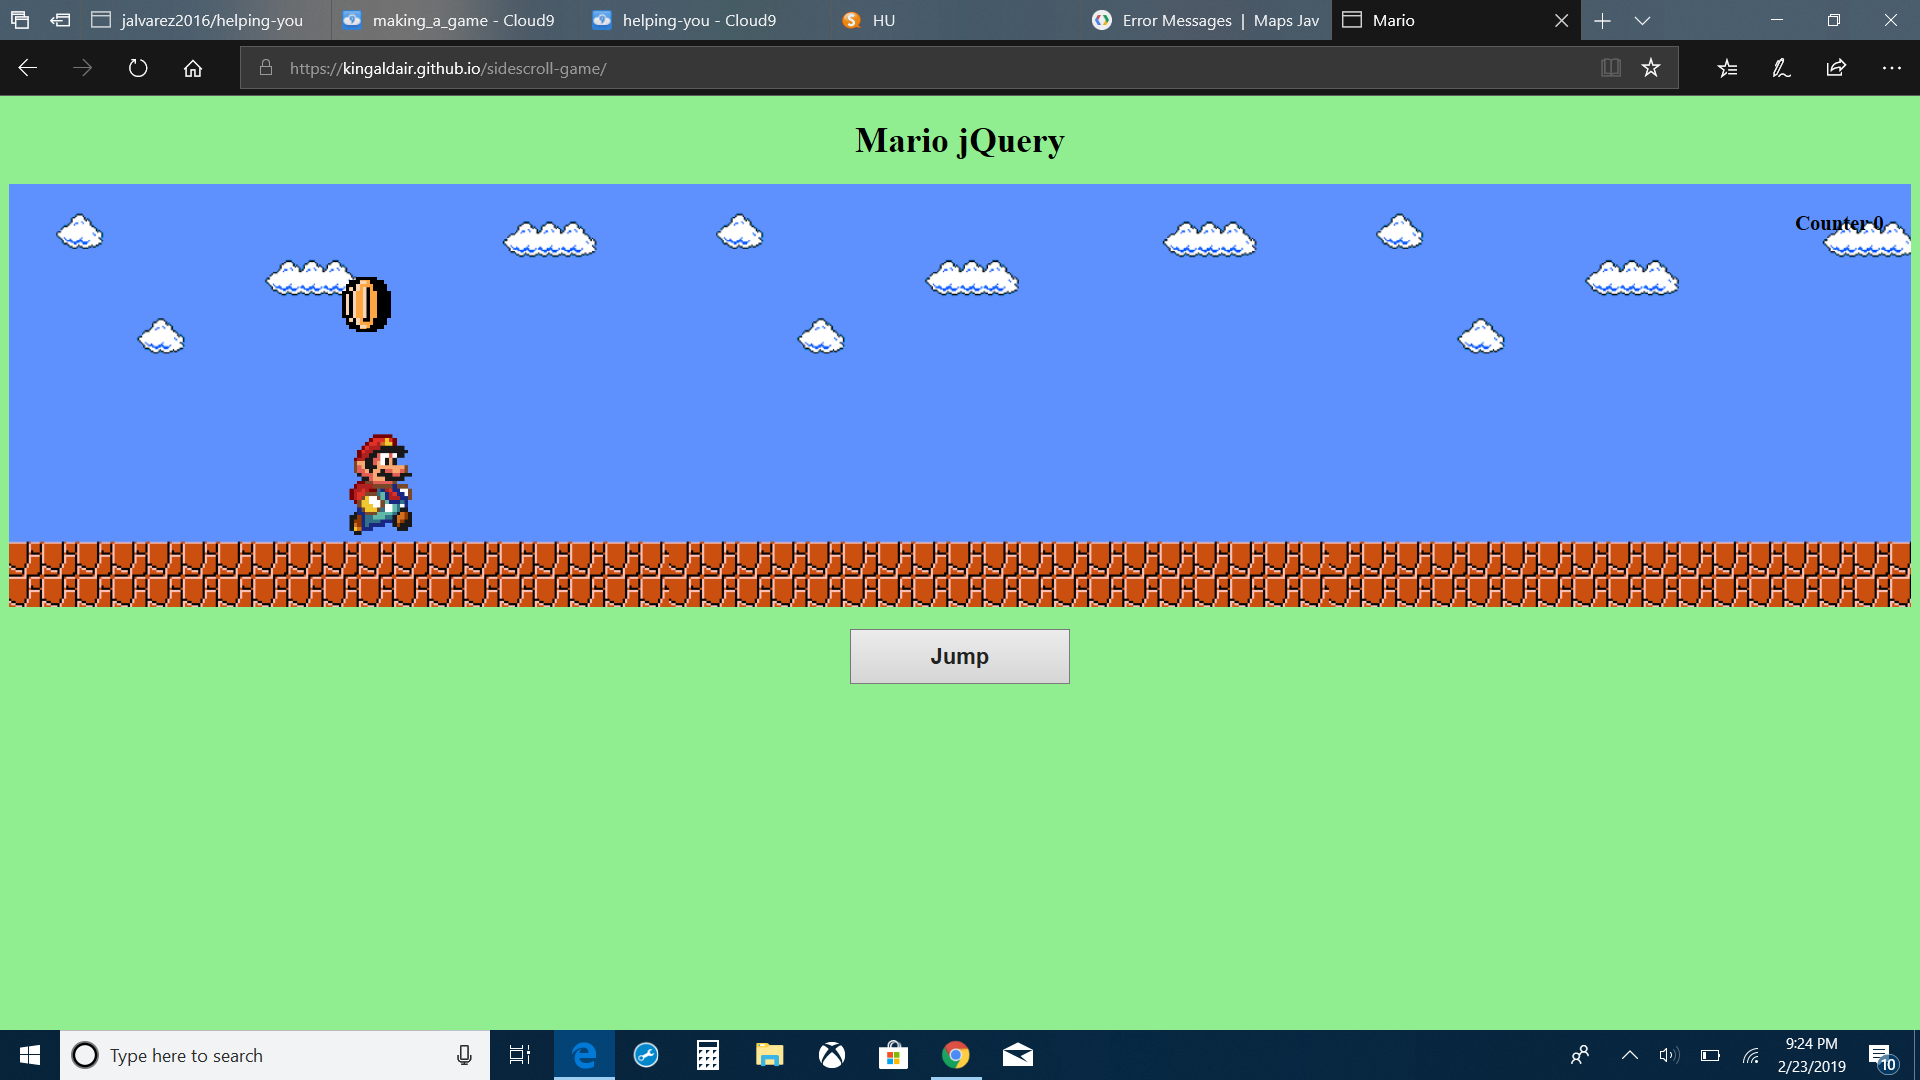 jalvarez2016/helping-you
making_a_game - Cloud9
helping-you - Cloud9
HU
Error Messages | Maps Jav
Mario
https://kingaldair.github.io/sidescroll-game/
Mario jQuery
Counter 0
Jump
Type here to search
9:24 PM
2/23/2019
10